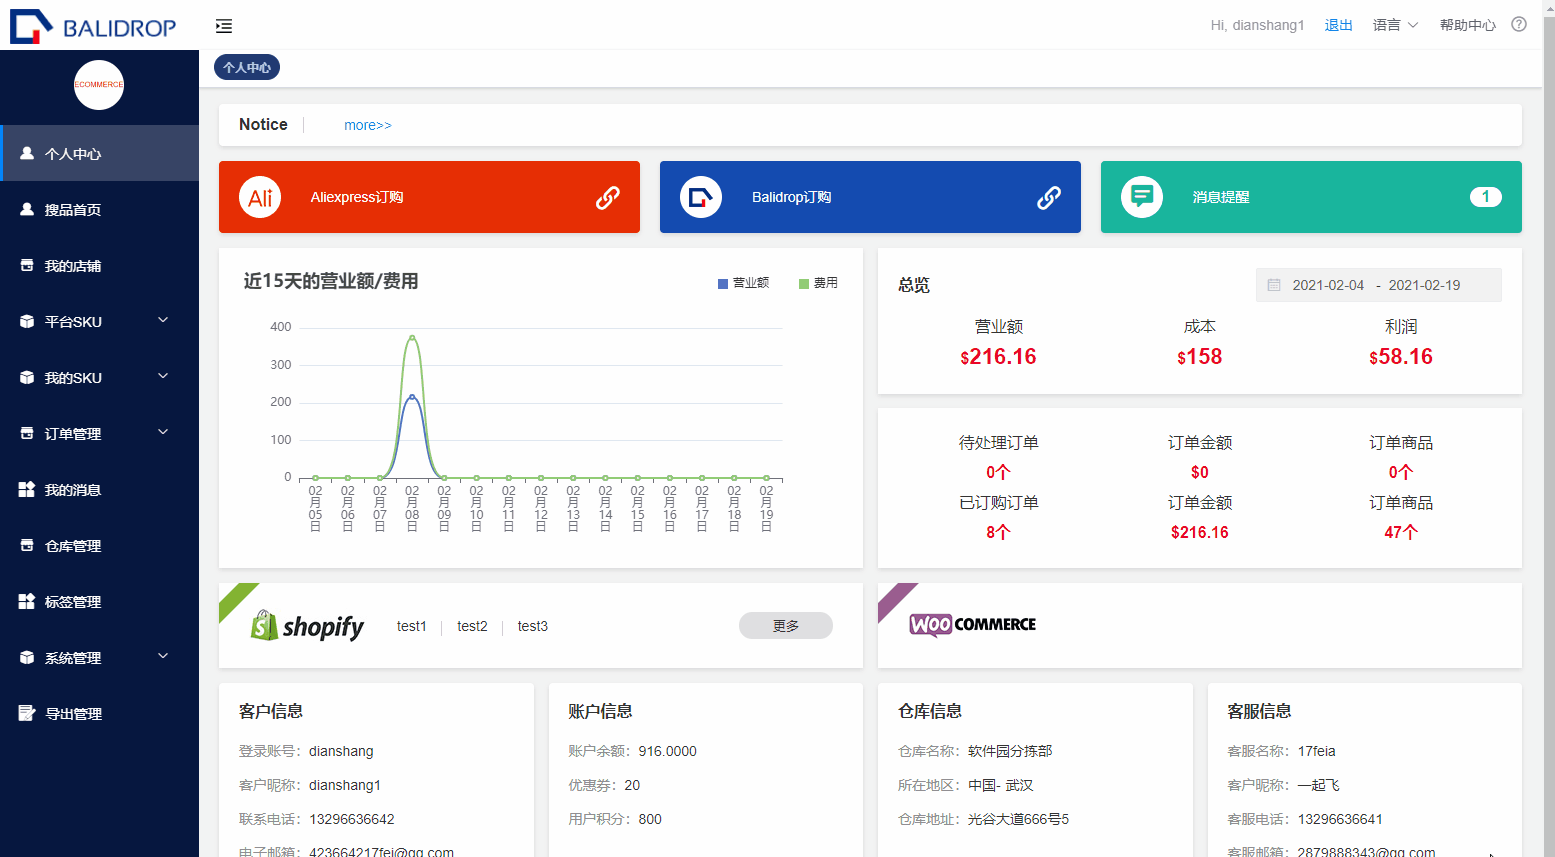 BALIDROP
Hi, dianshang1 退出 语言 帮助中心
ECOMMERCE
个人中心
搜品首页
我的店铺
平台SKU
我的SKU
订单管理
我的消息
仓库管理
标签管理
系统管理
导出管理
个人中心
Notice more>>
Ali Aliexpress订购
Balidrop订购
消息提醒 1
近15天的营业额/费用
营业额 费用
400
300
200
100
0
02月05日 02月06日 02月07日 02月08日 02月09日 02月10日 02月11日 02月12日 02月13日 02月14日 02月15日 02月16日 02月17日 02月18日 02月19日
总览 2021-02-04 - 2021-02-19
营业额 成本 利润
$216.16 $158 $58.16
待处理订单 订单金额 订单商品
0个 $0 0个
已订购订单 订单金额 订单商品
8个 $216.16 47个
shopify test1 test2 test3 更多
WOO COMMERCE
客户信息
登录账号: dianshang
客户昵称: dianshang1
联系电话: 13296636642
电子邮箱: 423664217fei@qq.com
账户信息
账户余额: 916.0000
优惠券: 20
用户积分: 800
仓库信息
仓库名称: 软件园分拣部
所在地区: 中国- 武汉
仓库地址: 光谷大道666号5
客服信息
客服名称: 17feia
客户昵称: 一起飞
客服电话: 13296636641
客服邮箱: 2879888343@qq.com